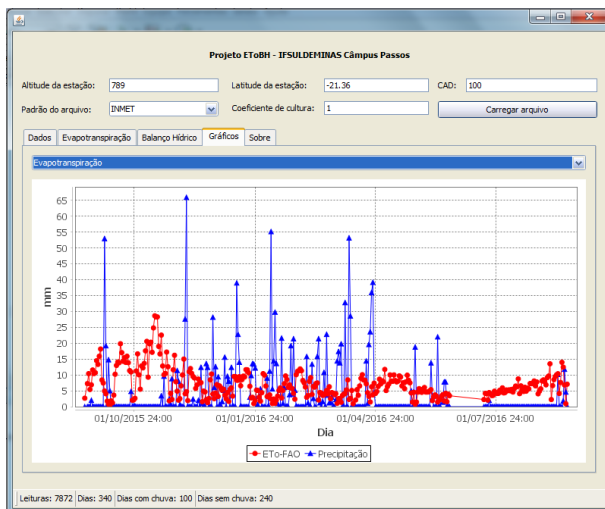 Projeto EToBH - IFSULDEMINAS Câmpus Passos
Altitude da estação: 789 Latitude da estação: -21.36 CAD: 100
Padrão do arquivo: INMET Coeficiente de cultura: 1 Carregar arquivo
Dados Evapotranspiração Balanço Hídrico Gráficos Sobre
Evapotranspiração
65
60
55
50
45
40
35
30
25
20
15
10
5
0
mm
01/10/2015 24:00 01/01/2016 24:00 01/04/2016 24:00 01/07/2016 24:00
Dia
ETo-FAO Precipitação
Leituras: 7872 Dias: 340 Dias com chuva: 100 Dias sem chuva: 240